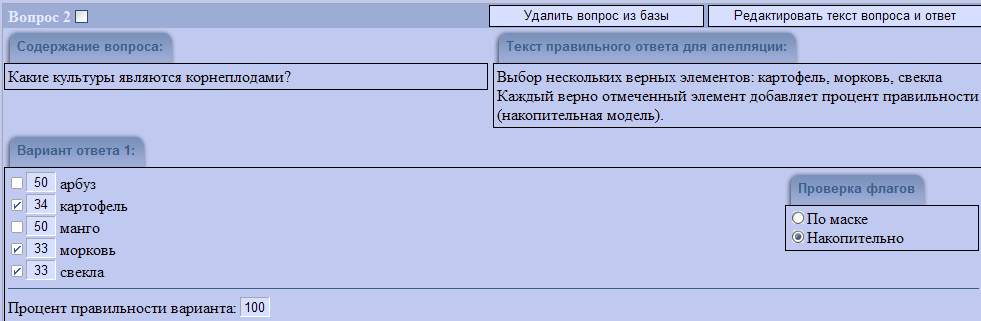 Вопрос 2
Удалить вопрос из базы
Редактировать текст вопроса и ответ
Содержание вопроса:
Текст правильного ответа для апелляции:
Какие культуры являются корнеплодами?
Выбор нескольких верных элементов: картофель, морковь, свекла
Каждый верно отмеченный элемент добавляет процент правильности
(накопительная модель).
Вариант ответа 1:
50 арбуз
34 картофель
50 манго
33 морковь
33 свекла
Проверка флагов
По маске
Накопительно
Процент правильности варианта: 100